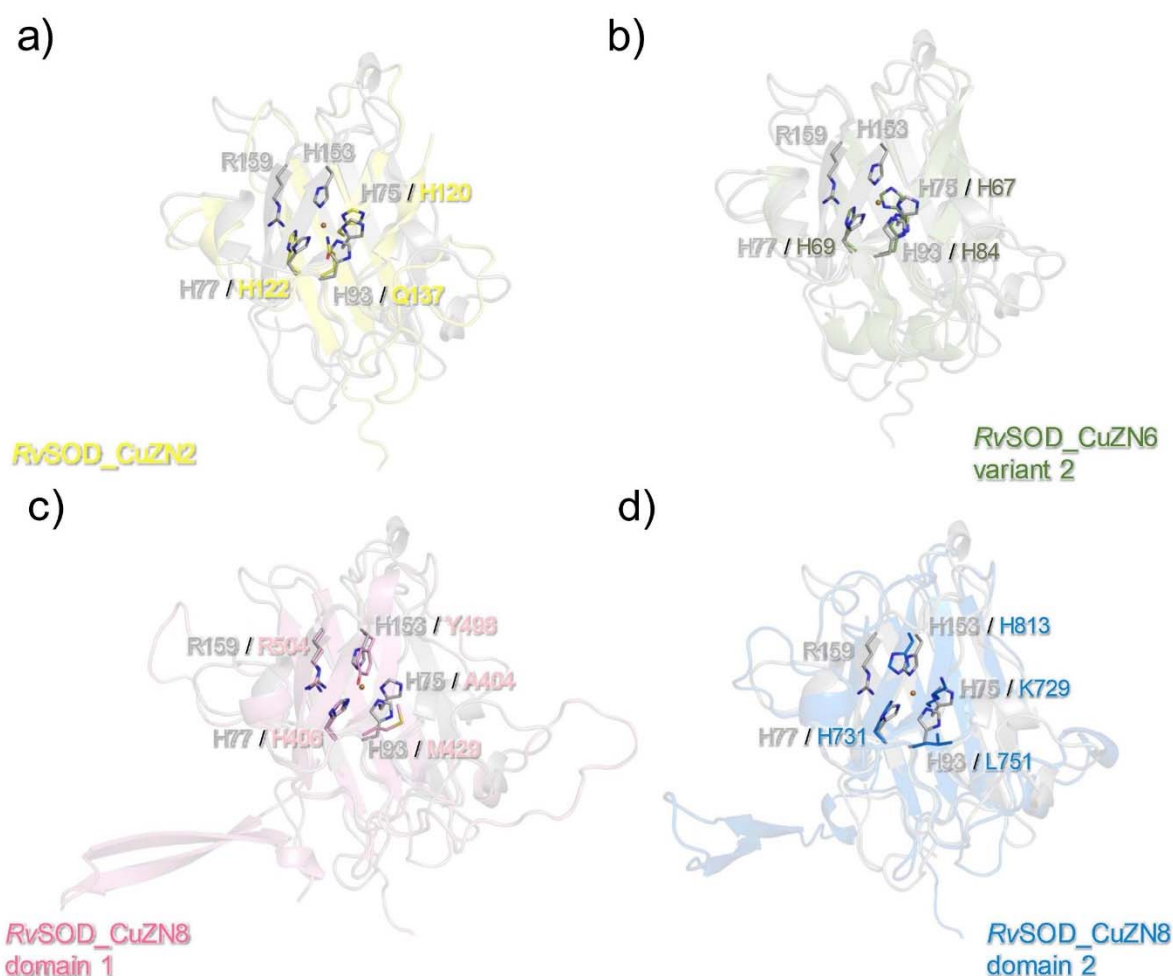 a)
R159
H153
H75 / H120
H77 / H122
H93 / Q137
RvSOD_CuZN2
b)
R159
H153
H75 / H67
H77 / H69
H93 / H84
RvSOD_CuZN6
variant 2
c)
R159 / R504
H153 / Y498
H75 / A404
H77 / H406
H93 / M429
RvSOD_CuZN8
domain 1
d)
R159
H153 / H813
H75 / K729
H77 / H731
H93 / L751
RvSOD_CuZN8
domain 2